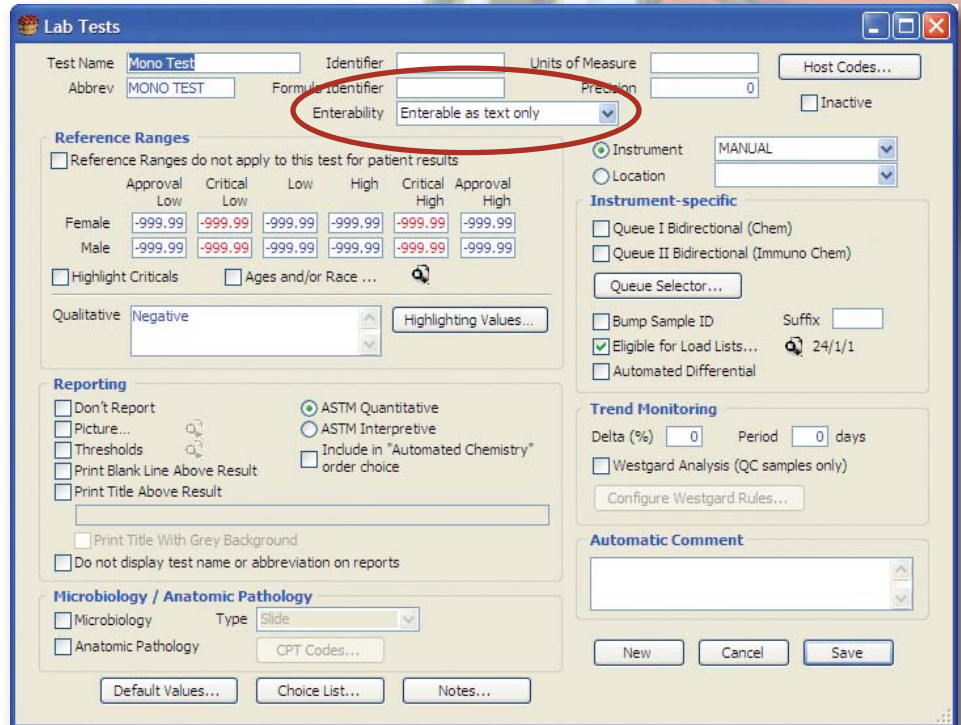 Lab Tests
Test Name Mono Test Identifier Units of Measure Host Codes...
Abbrev MONO TEST Formula Identifier Precision 0 Inactive
Enterability Enterable as text only
Reference Ranges
Reference Ranges do not apply to this test for patient results
Approval Low Critical Low Low High Critical High Approval High
Female -999.99 -999.99 -999.99 -999.99 -999.99 -999.99
Male -999.99 -999.99 -999.99 -999.99 -999.99 -999.99
Highlight Criticals Ages and/or Race ...
Qualitative Negative Highlighting Values...
Instrument MANUAL
Location
Instrument-specific
Queue I Bidirectional (Chem)
Queue II Bidirectional (Immuno Chem)
Queue Selector...
Bump Sample ID Suffix
Eligible for Load Lists... 24/1/1
Automated Differential
Reporting
Don't Report ASTM Quantitative
Picture... ASTM Interpretive
Thresholds Include in "Automated Chemistry"
order choice
Print Blank Line Above Result
Print Title Above Result
Print Title With Grey Background
Do not display test name or abbreviation on reports
Trend Monitoring
Delta (%) 0 Period 0 days
Westgard Analysis (QC samples only)
Configure Westgard Rules...
Automatic Comment
Microbiology / Anatomic Pathology
Microbiology Type Slide
Anatomic Pathology CPT Codes...
Default Values... Choice List... Notes...
New Cancel Save